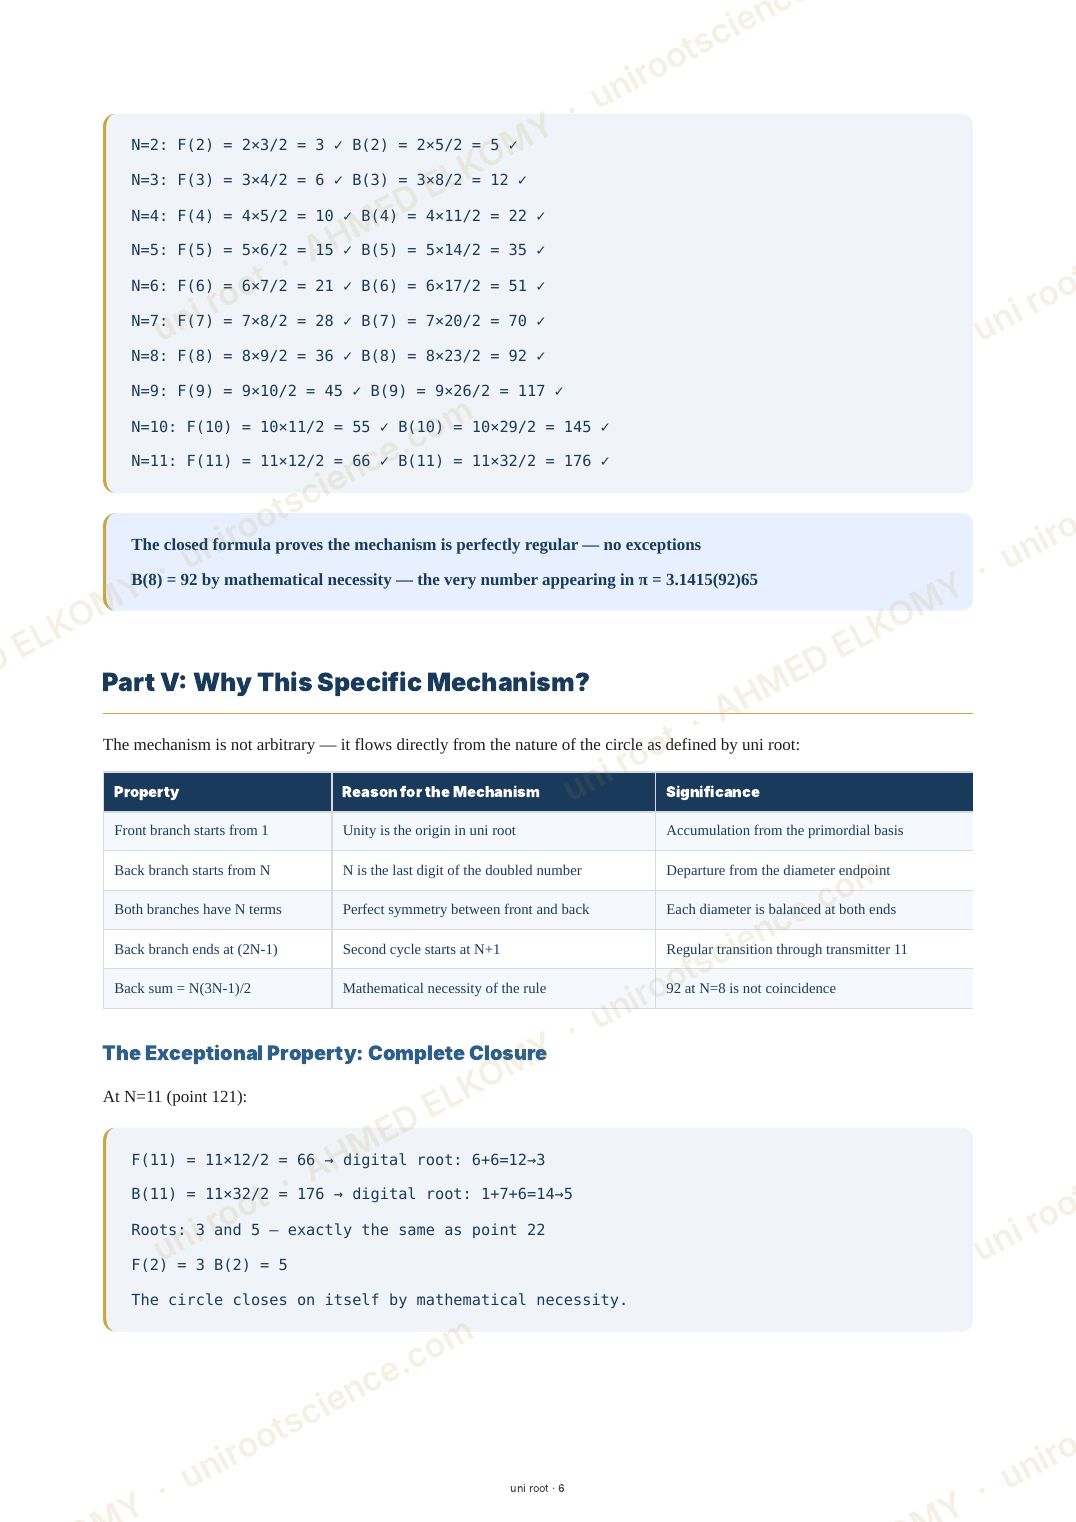 N=2: F(2) = 2×3/2 = 3 ✓ B(2) = 2×5/2 = 5 ✓
N=3: F(3) = 3×4/2 = 6 ✓ B(3) = 3×8/2 = 12 ✓
N=4: F(4) = 4×5/2 = 10 ✓ B(4) = 4×11/2 = 22 ✓
N=5: F(5) = 5×6/2 = 15 ✓ B(5) = 5×14/2 = 35 ✓
N=6: F(6) = 6×7/2 = 21 ✓ B(6) = 6×17/2 = 51 ✓
N=7: F(7) = 7×8/2 = 28 ✓ B(7) = 7×20/2 = 70 ✓
N=8: F(8) = 8×9/2 = 36 ✓ B(8) = 8×23/2 = 92 ✓
N=9: F(9) = 9×10/2 = 45 ✓ B(9) = 9×26/2 = 117 ✓
N=10: F(10) = 10×11/2 = 55 ✓ B(10) = 10×29/2 = 145 ✓
N=11: F(11) = 11×12/2 = 66 ✓ B(11) = 11×32/2 = 176 ✓
The closed formula proves the mechanism is perfectly regular — no exceptions
B(8) = 92 by mathematical necessity — the very number appearing in π = 3.1415(92)65
Part V: Why This Specific Mechanism?
The mechanism is not arbitrary — it flows directly from the nature of the circle as defined by uni root:
Property Reason for the Mechanism Significance
Front branch starts from 1 Unity is the origin in uni root Accumulation from the primordial basis
Back branch starts from N N is the last digit of the doubled number Departure from the diameter endpoint
Both branches have N terms Perfect symmetry between front and back Each diameter is balanced at both ends
Back branch ends at (2N-1) Second cycle starts at N+1 Regular transition through transmitter 11
Back sum = N(3N-1)/2 Mathematical necessity of the rule 92 at N=8 is not coincidence
The Exceptional Property: Complete Closure
At N=11 (point 121):
F(11) = 11×12/2 = 66 → digital root: 6+6=12→3
B(11) = 11×32/2 = 176 → digital root: 1+7+6=14→5
Roots: 3 and 5 — exactly the same as point 22
F(2) = 3 B(2) = 5
The circle closes on itself by mathematical necessity.
uni root · 6
uni root · AHMED ELKOMY · unirootscience.com